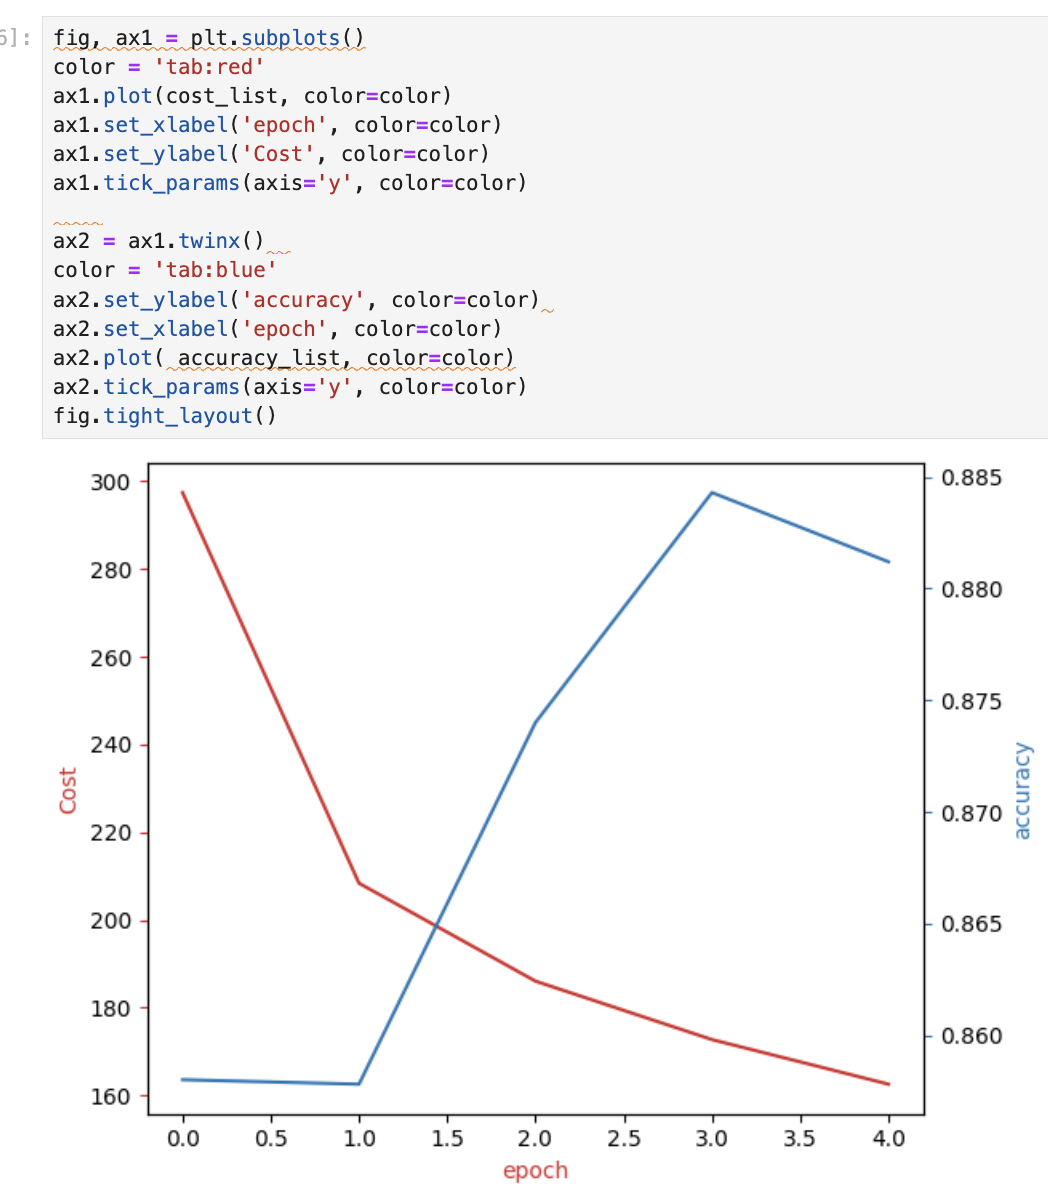 6]:
fig, ax1 = plt.subplots()
color = 'tab:red'
ax1.plot(cost_list, color=color)
ax1.set_xlabel('epoch', color=color)
ax1.set_ylabel('Cost', color=color)
ax1.tick_params(axis='y', color=color)
ax2 = ax1.twinx()
color = 'tab:blue'
ax2.set_ylabel('accuracy', color=color)
ax2.set_xlabel('epoch', color=color)
ax2.plot( accuracy_list, color=color)
ax2.tick_params(axis='y', color=color)
fig.tight_layout()
300
280
260
240
220
200
180
160
Cost
0.885
0.880
0.875
0.870
0.865
0.860
accuracy
0.0 0.5 1.0 1.5 2.0 2.5 3.0 3.5 4.0
epoch